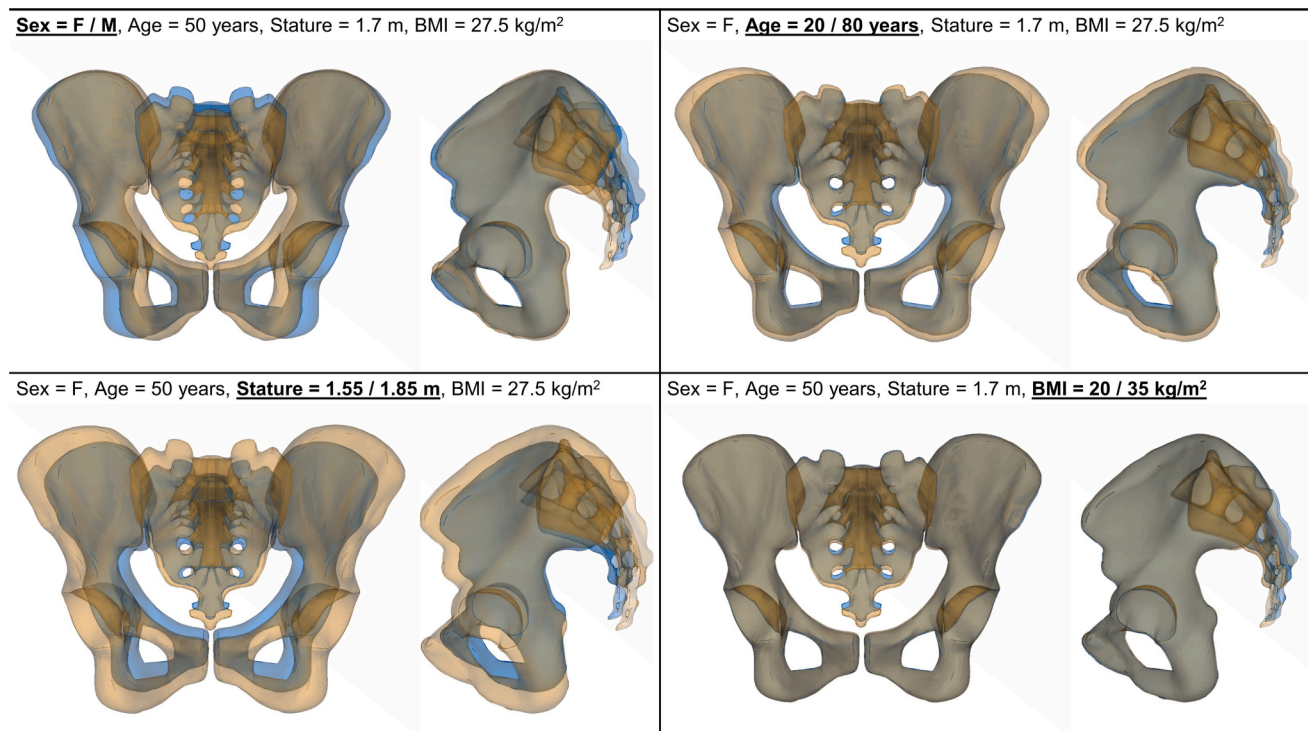 Sex = F / M, Age = 50 years, Stature = 1.7 m, BMI = 27.5 kg/m²
Sex = F, Age = 20 / 80 years, Stature = 1.7 m, BMI = 27.5 kg/m²
Sex = F, Age = 50 years, Stature = 1.55 / 1.85 m, BMI = 27.5 kg/m²
Sex = F, Age = 50 years, Stature = 1.7 m, BMI = 20 / 35 kg/m²